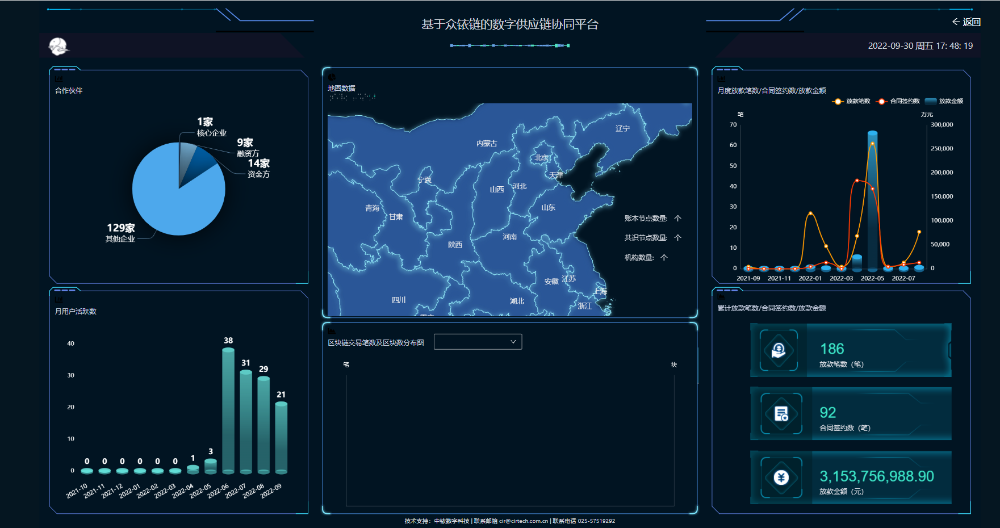 基于众铱链的数字供应链协同平台
返回
2022-09-30 周五 17: 48: 19
合作伙伴
1家
核心企业
9家
融资方
14家
资金方
129家
其他企业
地图数据
辽宁
内蒙古
北京
天津
宁夏
山西
河北
山东
青海
甘肃
河南
陕西
安徽
江苏
上海
四川
湖北
浙江
账本节点数量: 个
共识节点数量: 个
机构数量: 个
月度放款笔数/合同签约数/放款金额
放款笔数 合同签约数 放款金额
笔 万元
70 300,000
60 250,000
50 200,000
40 150,000
30 100,000
20 50,000
10
0 0
2021-09 2021-11 2022-01 2022-03 2022-05 2022-07
月用户活跃数
40
30
20
10
0
0 0 0 0 0 0 1 3 38 31 29 21
2021-10 2021-11 2021-12 2022-01 2022-02 2022-03 2022-04 2022-05 2022-06 2022-07 2022-08 2022-09
区块链交易笔数及区块数分布图
笔 块
累计放款笔数/合同签约数/放款金额
186
放款笔数（笔）
92
合同签约数（笔）
3,153,756,988.90
放款金额（元）
技术支持：中铱数字科技 | 联系邮箱 cir@cirtech.com.cn | 联系电话 025-57519292